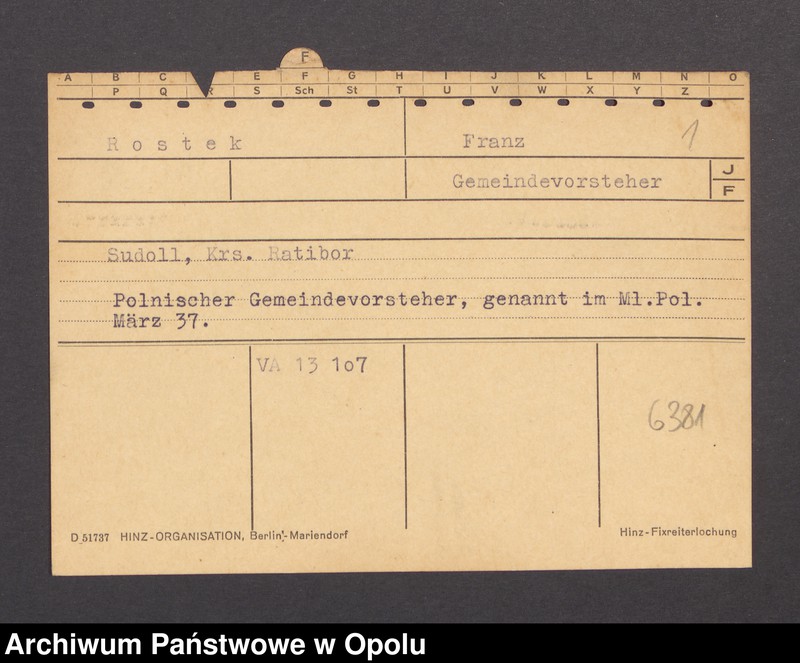 F
A B C E F G H I J K L M N O
P Q R S Sch St T U V W X Y Z
Rostek Franz 1
Gemeindevorsteher J
F
Sudoll, Krs. Ratibor
Polnischer Gemeindevorsteher, genannt im Ml.Pol.
März 37.
VA 13 1o7
6381
D 51737 HINZ-ORGANISATION, Berlin-Mariendorf Hinz-Fixreiterlochung
Archiwum Państwowe w Opolu